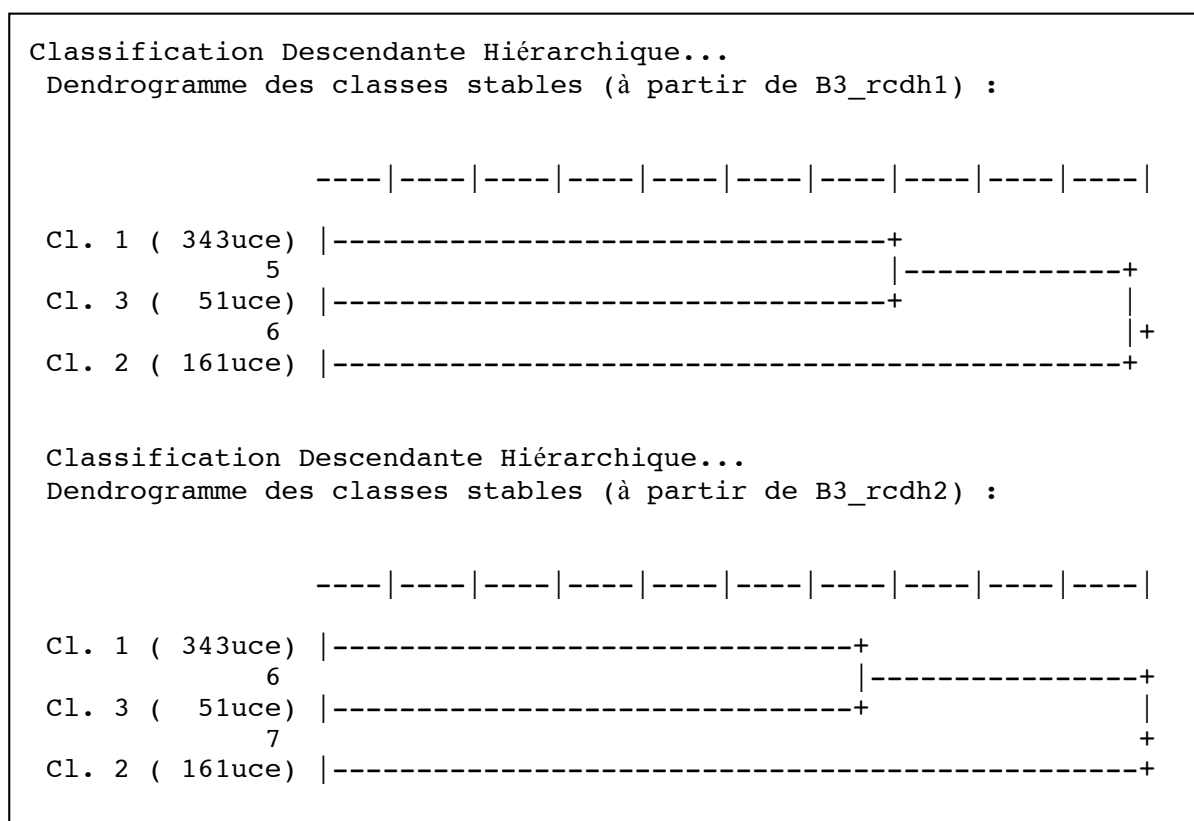 Classification Descendante Hiérarchique...
 Dendrogramme des classes stables (à partir de B3_rcdh1) :

                 ----|----|----|----|----|----|----|----|----|----|

 Cl. 1 ( 343uce) |---------------------------------+
              5                                    |-------------+
 Cl. 3 (  51uce) |---------------------------------+             |
              6                                                  |+
 Cl. 2 ( 161uce) |-----------------------------------------------+

 Classification Descendante Hiérarchique...
 Dendrogramme des classes stables (à partir de B3_rcdh2) :

                 ----|----|----|----|----|----|----|----|----|----|

 Cl. 1 ( 343uce) |-------------------------------+
              6                                  |----------------+
 Cl. 3 (  51uce) |-------------------------------+                |
              7                                                   +
 Cl. 2 ( 161uce) |------------------------------------------------+